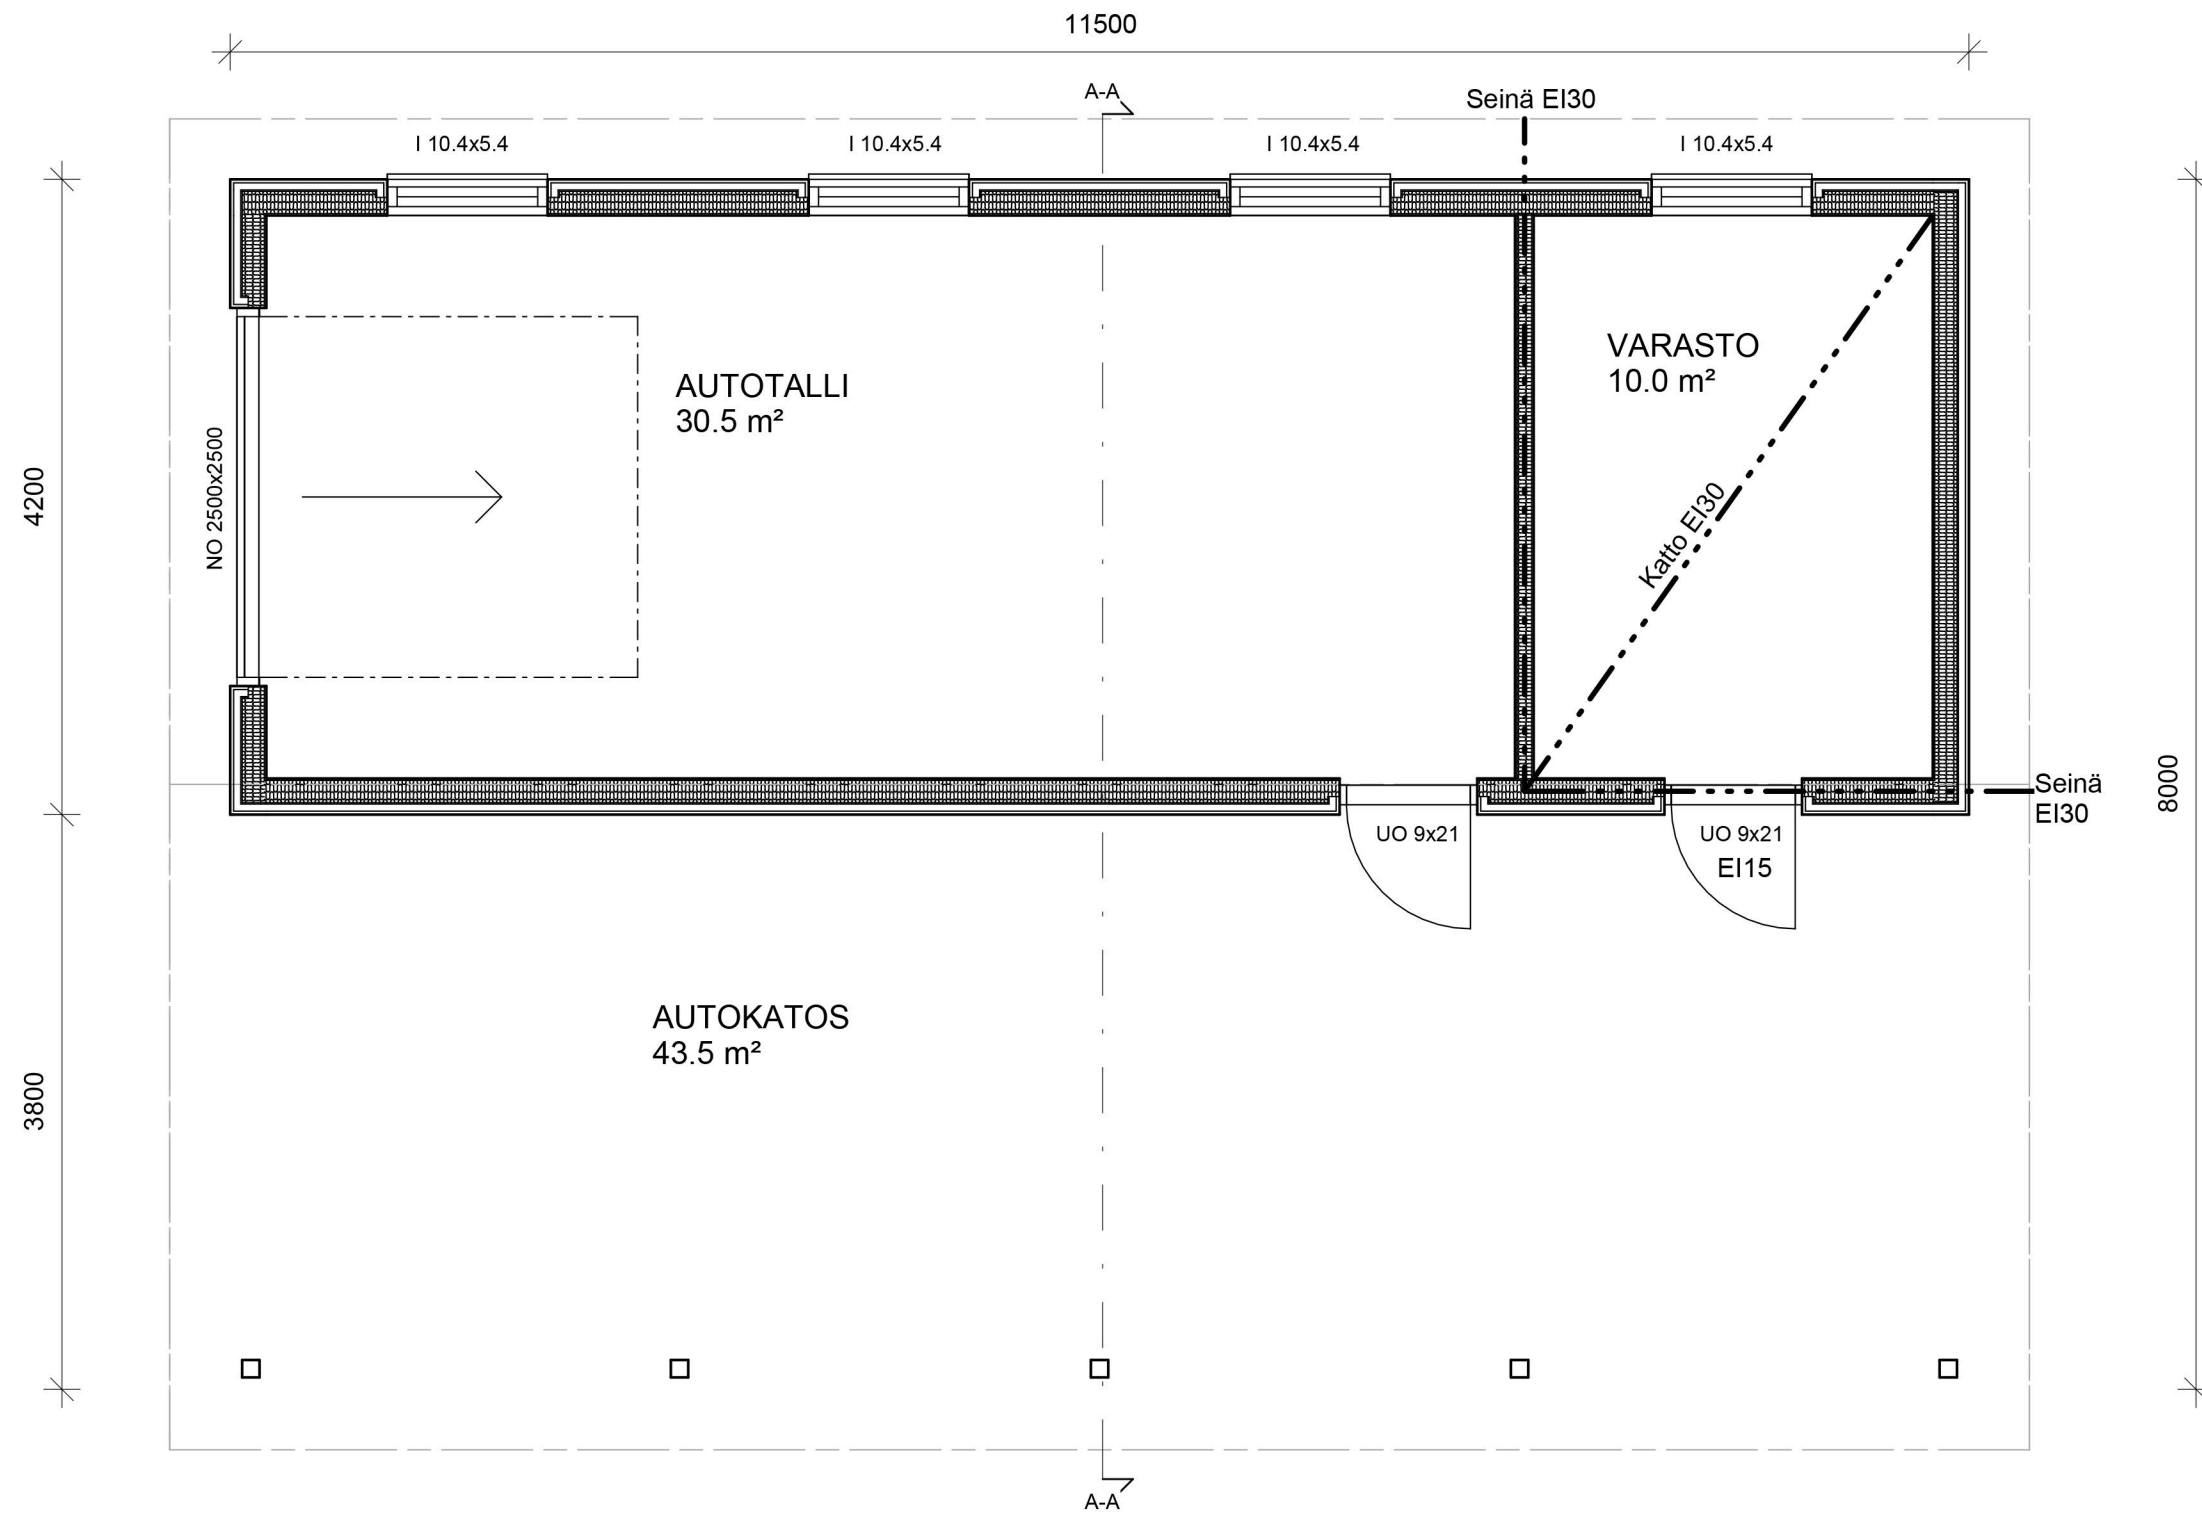 11500
A-A
Seinä EI30
I 10.4x5.4
I 10.4x5.4
I 10.4x5.4
I 10.4x5.4
VARASTO
10.0 m²
AUTOTALLI
30.5 m²
4200
NO 2500x2500
Katto EI30
8000
Seinä
EI30
UO 9x21
UO 9x21
EI15
AUTOKATOS
43.5 m²
3800
A-A